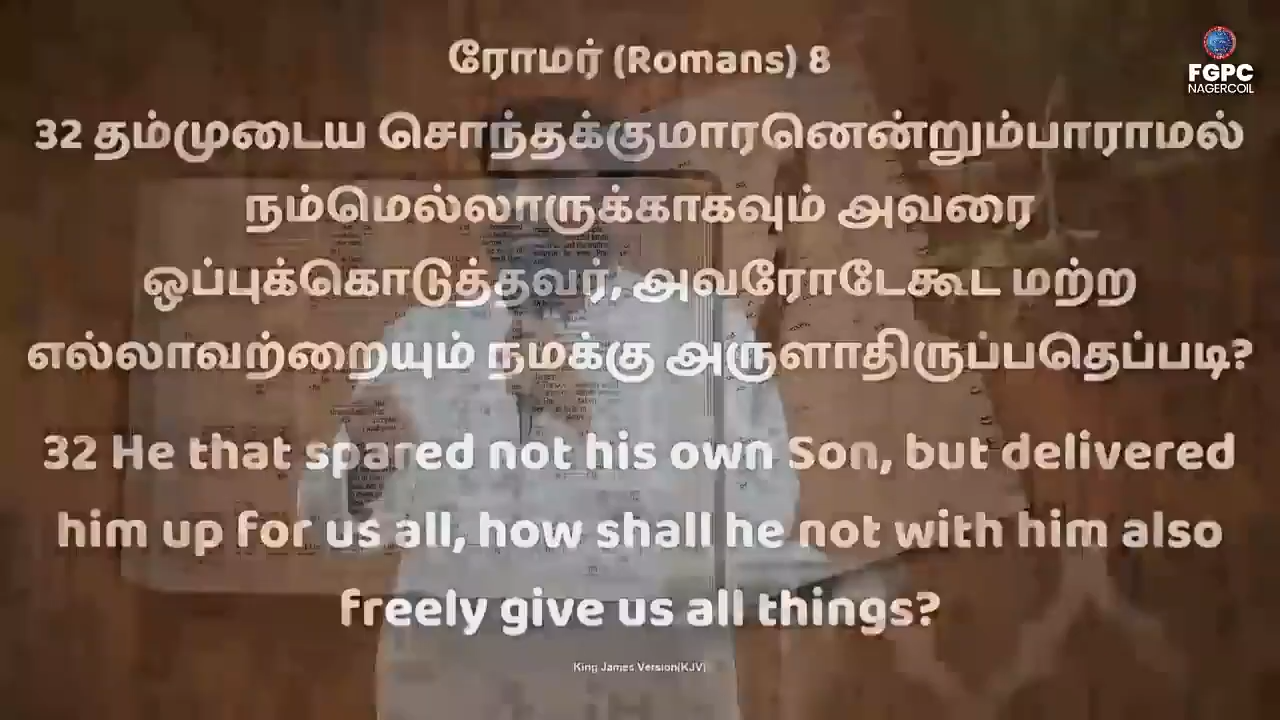 ரோமர் (Romans) 8
FGPC
NAGERCOIL
32 தம்முடைய சொந்தக்குமாரனென்றும்பாராமல்
நம்மெல்லாருக்காகவும் அவரை
ஒப்புக்கொடுத்தவர், அவரோடேகூட மற்ற
எல்லாவற்றையும் நமக்கு அருளாதிருப்பதெப்படி?
32 He that spared not his own Son, but delivered
him up for us all, how shall he not with him also
freely give us all things?
King James Version(KJV)